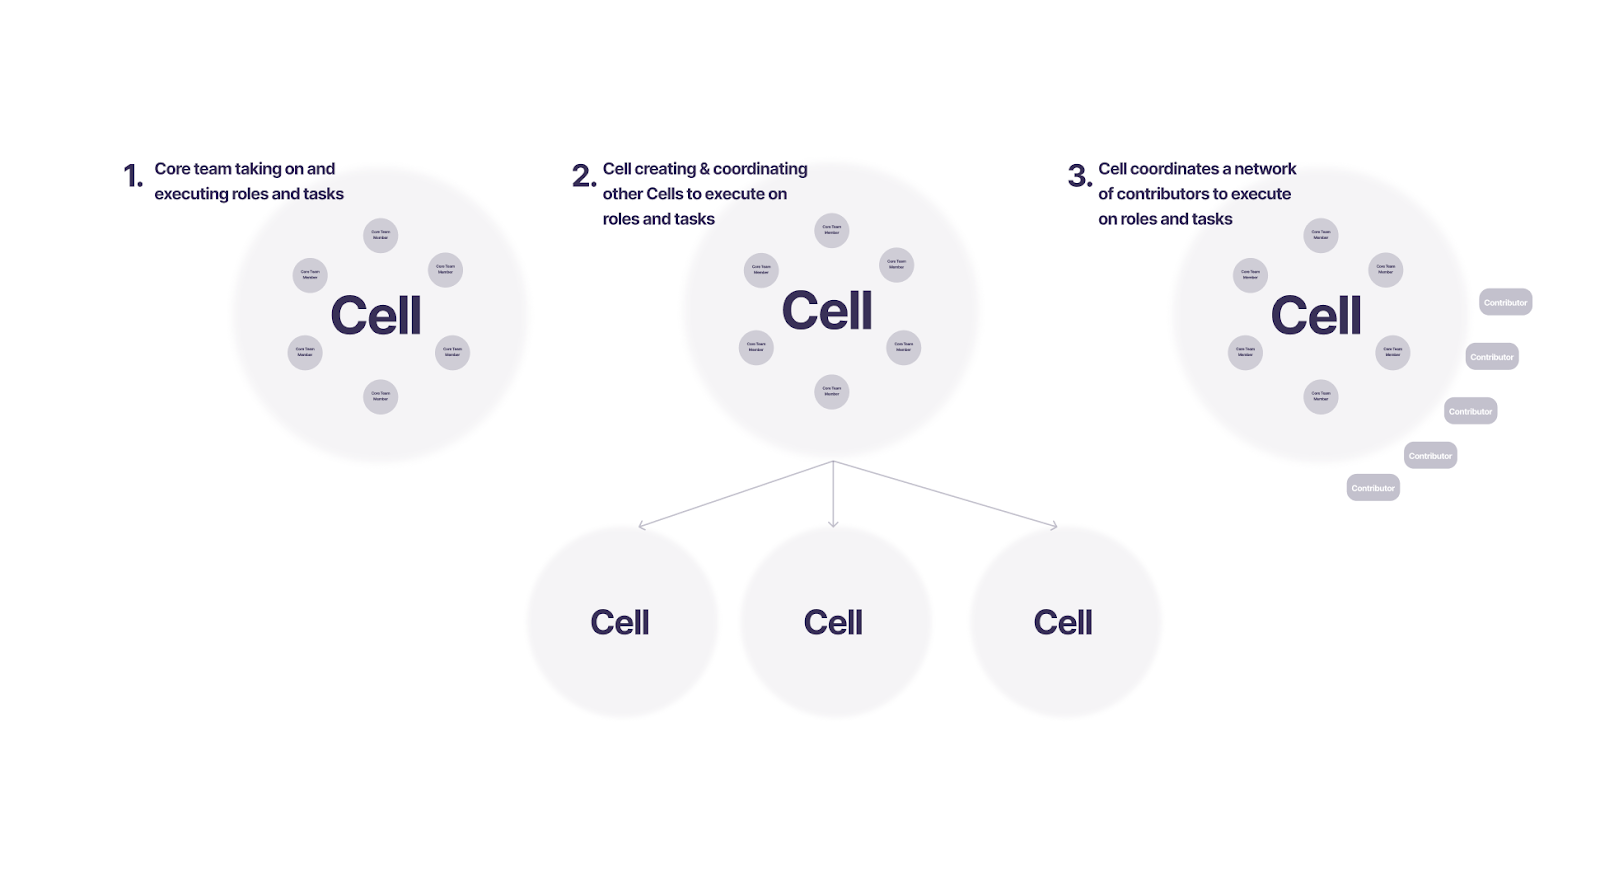 1. Core team taking on and
executing roles and tasks
Core Team
Member
Core Team
Member
Core Team
Member
Cell
Core Team
Member
Core Team
Member
Core Team
Member
2. Cell creating & coordinating
other Cells to execute on
roles and tasks
Core Team
Member
Core Team
Member
Core Team
Member
Cell
Core Team
Member
Core Team
Member
Core Team
Member
Cell
Cell
Cell
3. Cell coordinates a network
of contributors to execute
on roles and tasks
Core Team
Member
Core Team
Member
Core Team
Member
Cell
Core Team
Member
Core Team
Member
Core Team
Member
Contributor
Contributor
Contributor
Contributor
Contributor